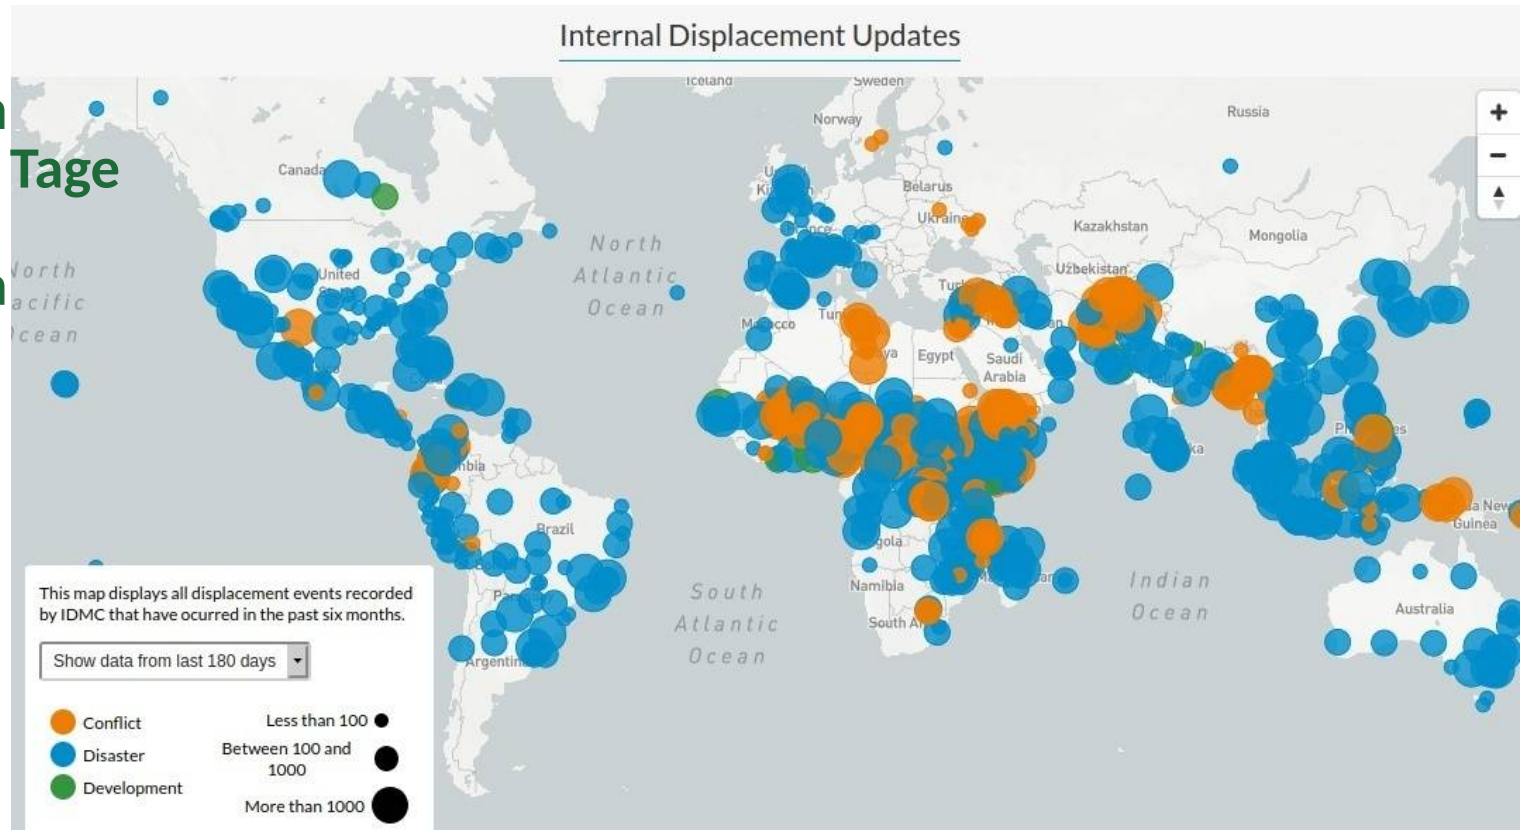 Internal Displacement Updates
Tage
Iceland
Sweden
Norway
Russia
Canada
Belarus
Ukraine
Kazakhstan
Mongolia
North
Atlantic
Ocean
Uzbekistan
United
Morocco
Egypt
Saudi
Arabia
Brazil
Guinea
Namibia
South
Atlantic
Ocean
Indian
Ocean
Australia
Argentin
This map displays all displacement events recorded
by IDMC that have ocurred in the past six months.
Show data from last 180 days
Conflict
Disaster
Development
Less than 100
Between 100 and
1000
More than 1000